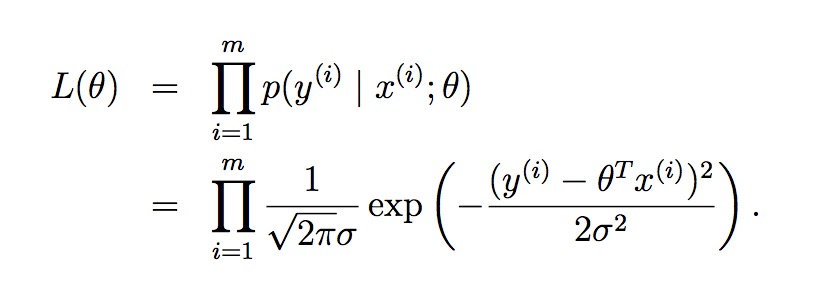 L(θ) = ∏_{i=1}^{m} p(y^{(i)} | x^{(i)}; θ)
= ∏_{i=1}^{m} \frac{1}{\sqrt{2π}σ} exp(−\frac{(y^{(i)} − θ^T x^{(i)})^2}{2σ^2}).